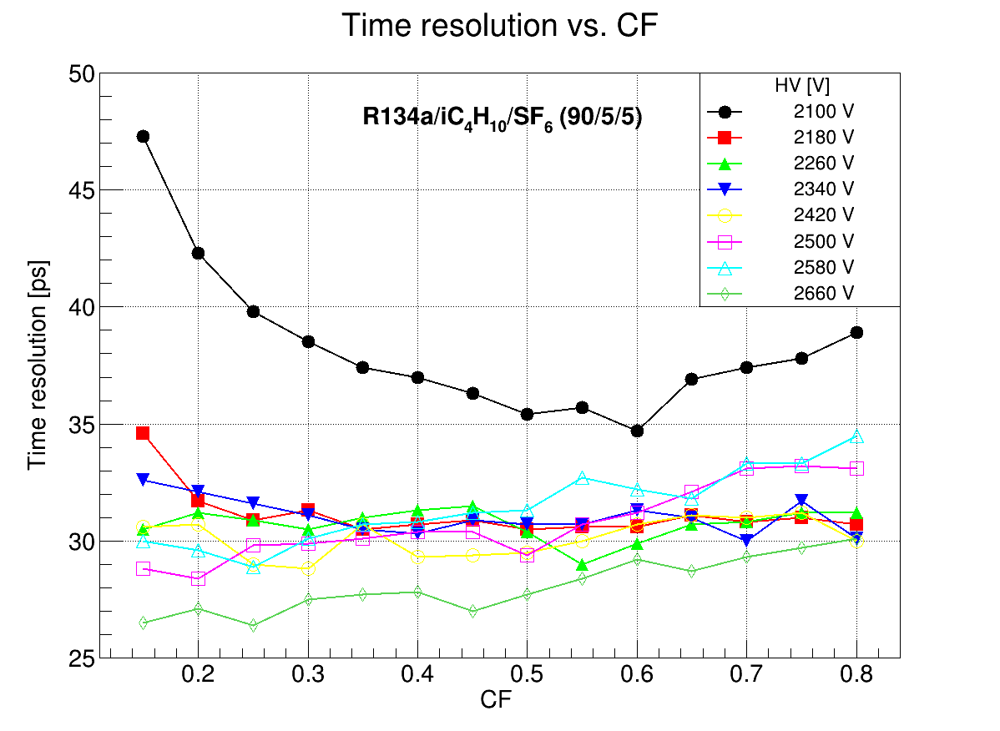 Time resolution vs. CF
R134a/iC4H10/SF6 (90/5/5)
HV [V]
2100 V
2180 V
2260 V
2340 V
2420 V
2500 V
2580 V
2660 V
Time resolution [ps]
50
45
40
35
30
25
0.2 0.3 0.4 0.5 0.6 0.7 0.8
CF